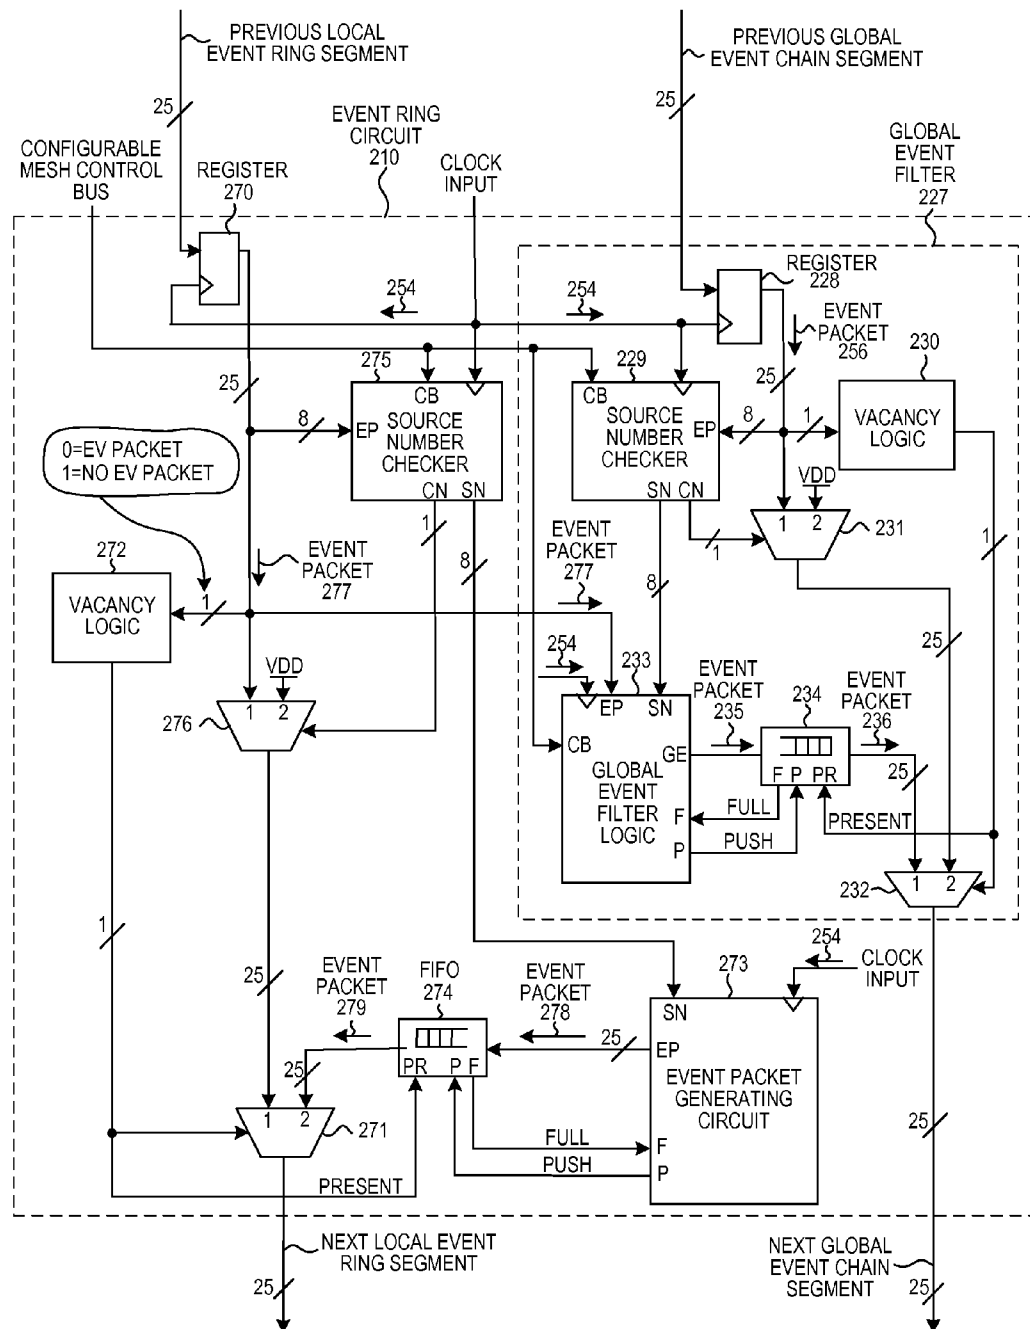 PREVIOUS LOCAL
EVENT RING SEGMENT
PREVIOUS GLOBAL
EVENT CHAIN SEGMENT
25
25
EVENT RING
CIRCUIT
210
CLOCK
INPUT
GLOBAL
EVENT
FILTER
227
CONFIGURABLE
MESH CONTROL
BUS
REGISTER
270
REGISTER
228
254
254
EVENT
PACKET
256
230
VACANCY
LOGIC
25
25
275
CB
EP
SOURCE
NUMBER
CHECKER
CN SN
8
229
CB
SOURCE
NUMBER
CHECKER
EP
SN CN
8
1
0=EV PACKET
1=NO EV PACKET
VDD
1 2
231
1
1
1
8
8
25
272
VACANCY
LOGIC
1
EVENT
PACKET
277
EVENT
PACKET
277
254
233
EP SN
CB
GE
GLOBAL
EVENT
FILTER
LOGIC
F
P
EVENT
PACKET
235
234
F P PR
EVENT
PACKET
236
25
FULL
PUSH
PRESENT
1 2
232
VDD
1 2
276
1
25
254
CLOCK
INPUT
EVENT
PACKET
279
FIFO
274
PR P F
EVENT
PACKET
278
25
273
SN
EP
EVENT PACKET
GENERATING
CIRCUIT
F
P
25
1 2
271
FULL
PUSH
PRESENT
25
NEXT LOCAL EVENT
RING SEGMENT
25
NEXT GLOBAL
EVENT CHAIN
SEGMENT
25